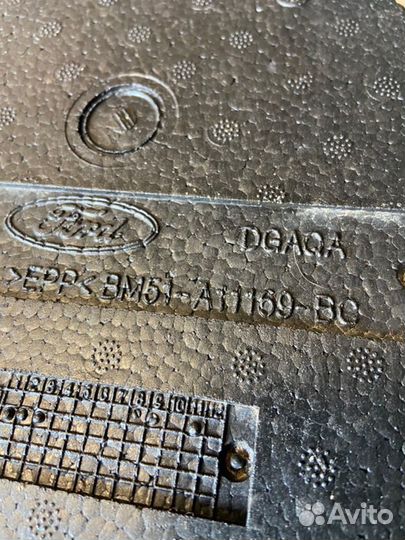 Ford
DGAQA
>EPP< BM51-A11169-BC
1 2 3 4 5 6 7 8 9 10 11 12
Avito